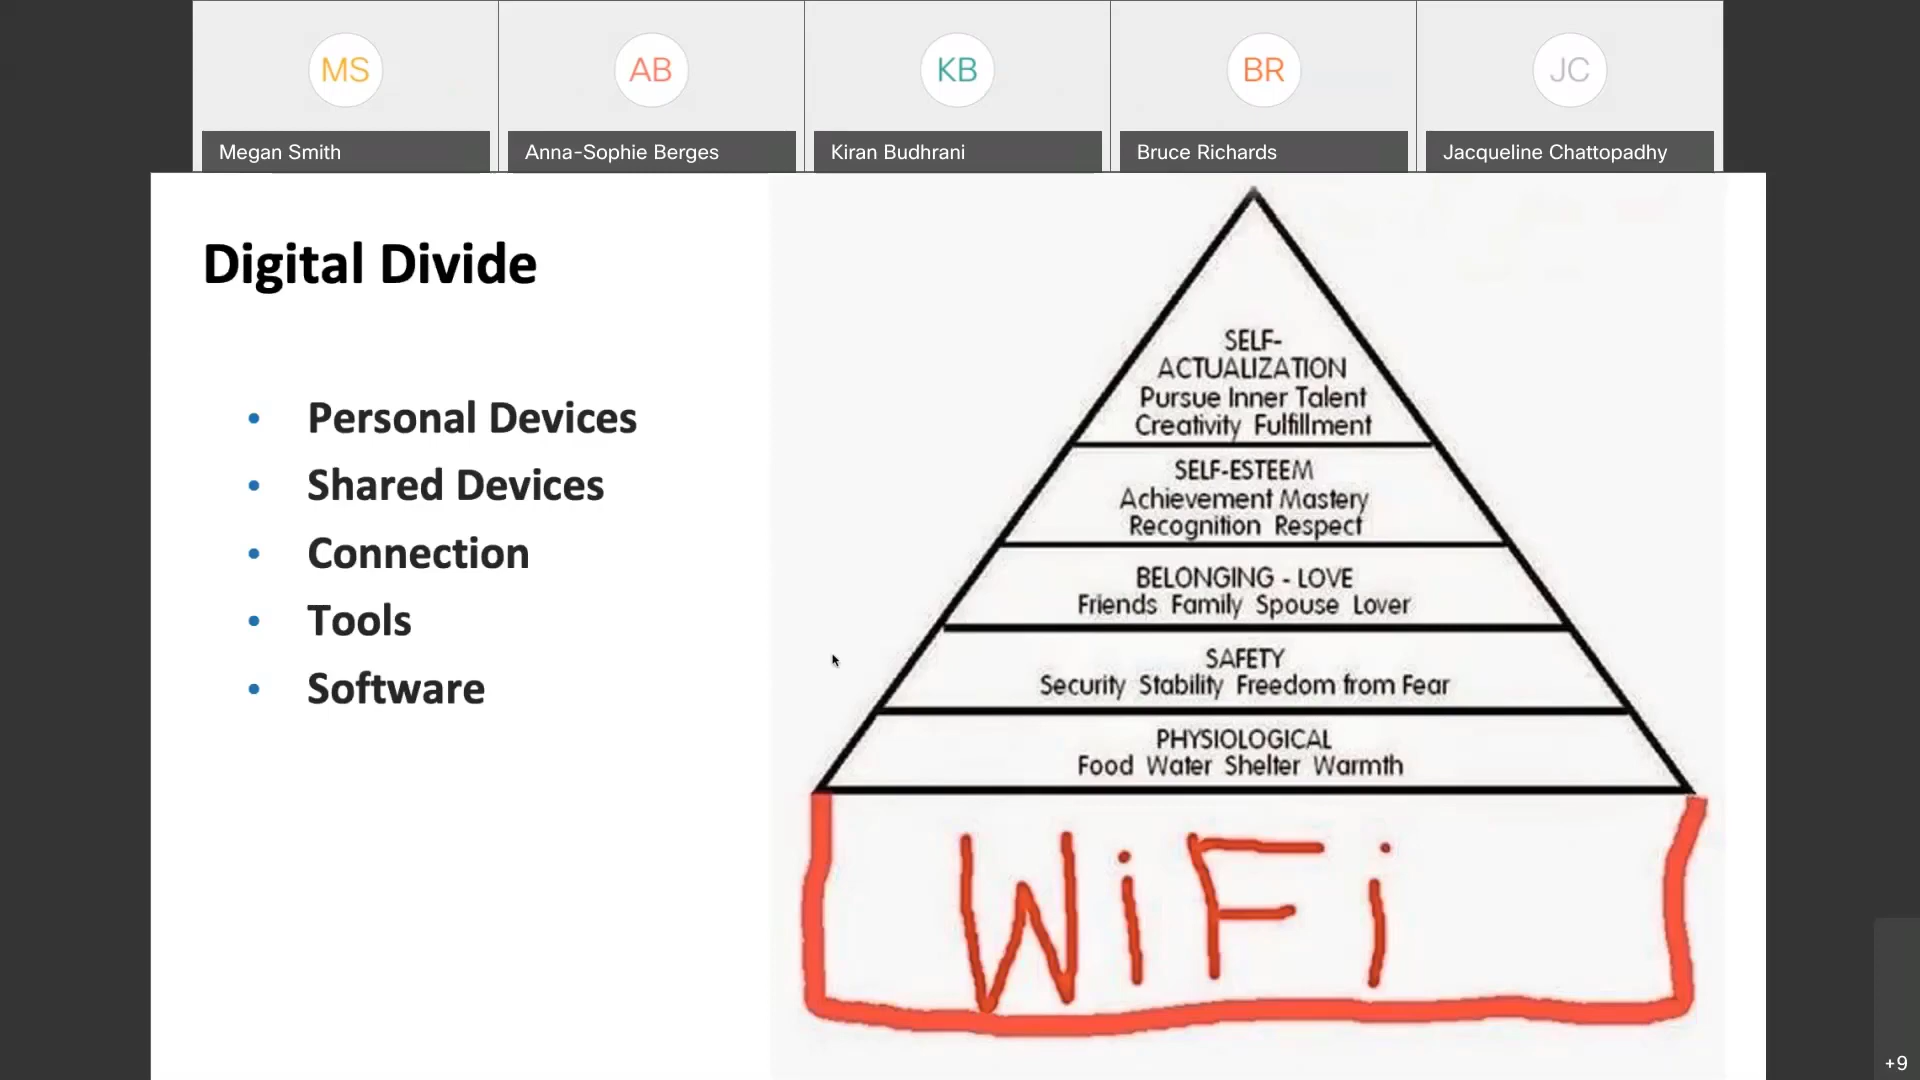 MS
AB
KB
BR
JC
Megan Smith
Anna-Sophie Berges
Kiran Budhrani
Bruce Richards
Jacqueline Chattopadhy
Digital Divide
• Personal Devices
• Shared Devices
• Connection
• Tools
• Software
SELF-
ACTUALIZATION
Pursue Inner Talent
Creativity Fulfillment
SELF-ESTEEM
Achievement Mastery
Recognition Respect
BELONGING - LOVE
Friends Family Spouse Lover
SAFETY
Security Stability Freedom from Fear
PHYSIOLOGICAL
Food Water Shelter Warmth
WiFi
+9